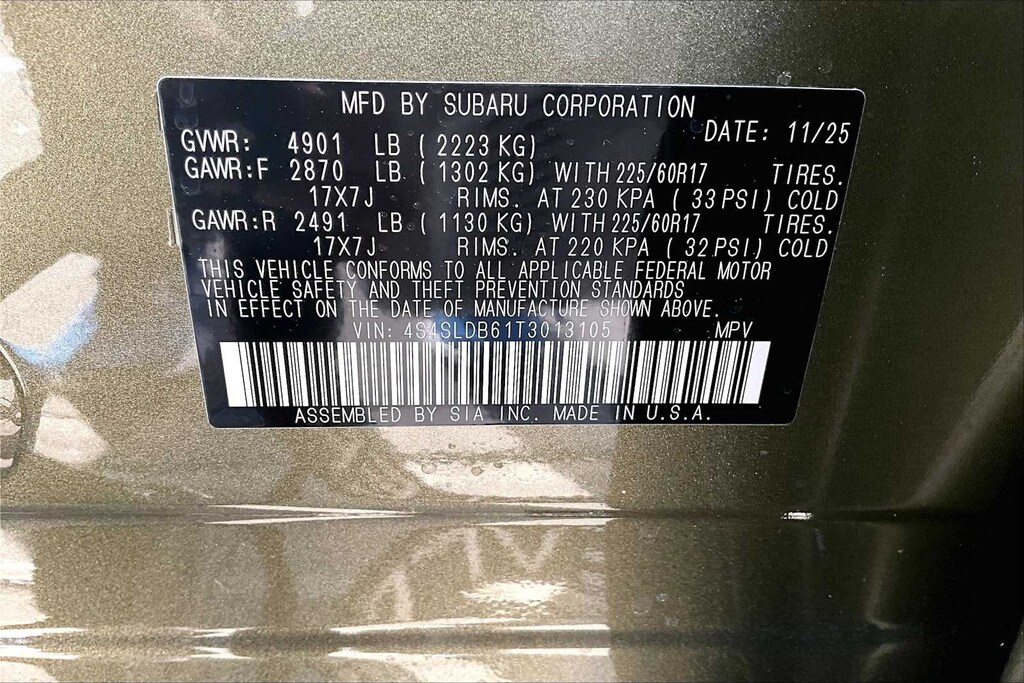 MFD BY SUBARU CORPORATION
DATE: 11/25
GVWR: 4901 LB ( 2223 KG)
GAWR:F 2870 LB ( 1302 KG) WITH 225/60R17 TIRES.
17X7J RIMS. AT 230 KPA ( 33 PSI) COLD
GAWR:R 2491 LB ( 1130 KG) WITH 225/60R17 TIRES.
17X7J RIMS. AT 220 KPA ( 32 PSI) COLD
THIS VEHICLE CONFORMS TO ALL APPLICABLE FEDERAL MOTOR
VEHICLE SAFETY AND THEFT PREVENTION STANDARDS
IN EFFECT ON THE DATE OF MANUFACTURE SHOWN ABOVE.
VIN: 4S4SLDB61T3013105 MPV
ASSEMBLED BY SIA INC. MADE IN U.S.A.